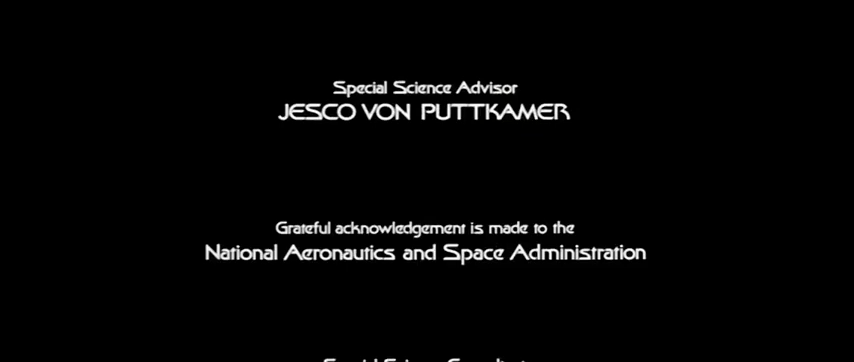 Special Science Advisor
JESCO VON PUTTKAMER
Grateful acknowledgement is made to the
National Aeronautics and Space Administration